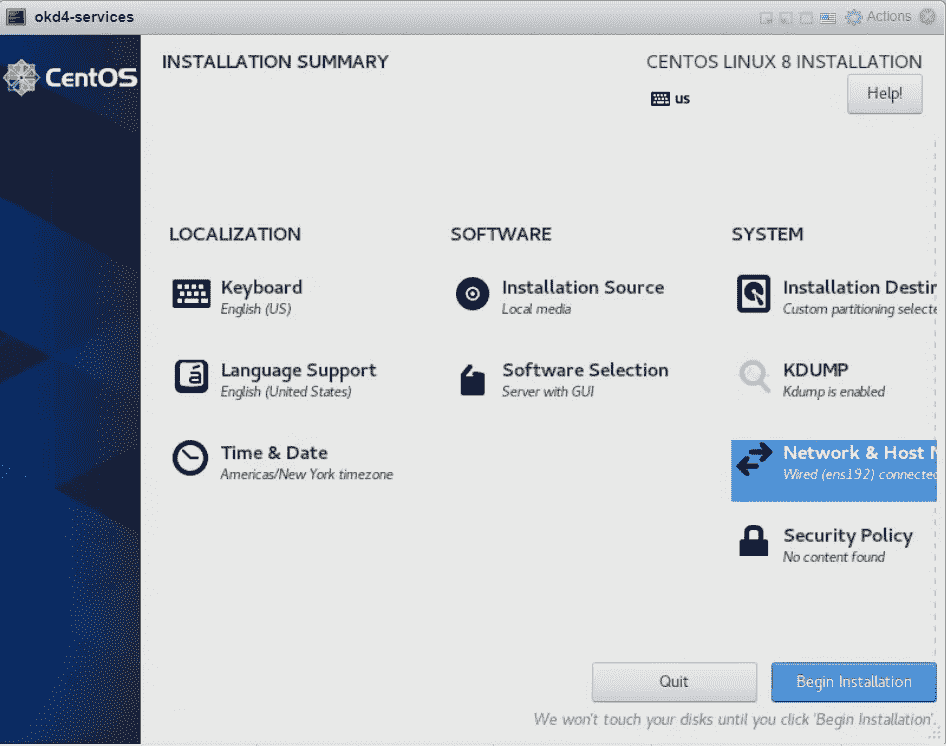 okd4-services
Actions
CentOS
INSTALLATION SUMMARY
CENTOS LINUX 8 INSTALLATION
us
Help!
LOCALIZATION
Keyboard
English (US)
Language Support
English (United States)
Time & Date
Americas/New York timezone
SOFTWARE
Installation Source
Local media
Software Selection
Server with GUI
SYSTEM
Installation Destin
Custom partitioning selecte
KDUMP
Kdump is enabled
Network & Host N
Wired (ens192) connected
Security Policy
No content found
Quit
Begin Installation
We won't touch your disks until you click 'Begin Installation'.